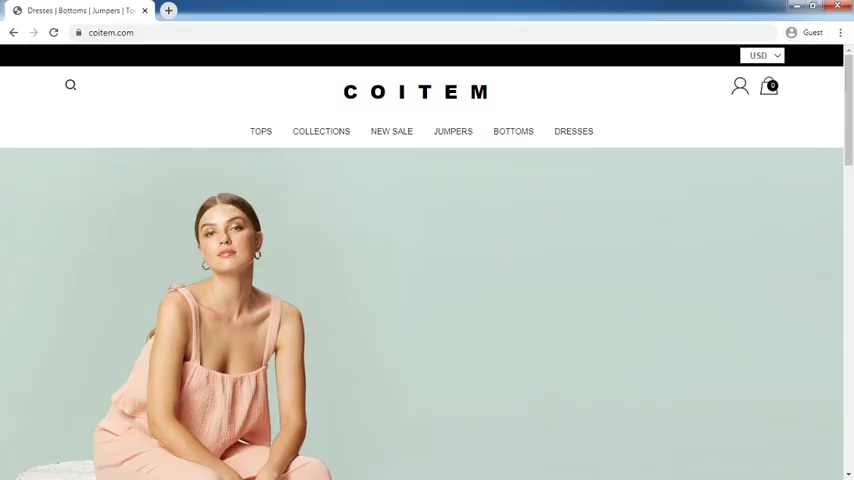 Dresses | Bottoms | Jumpers | To
coitem.com
Guest
USD
COITEM
0
TOPS COLLECTIONS NEW SALE JUMPERS BOTTOMS DRESSES